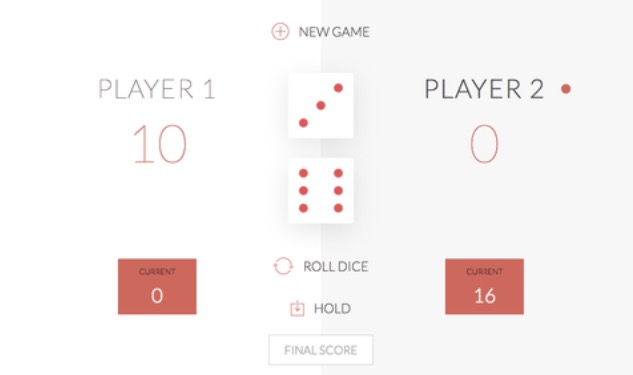 NEW GAME
PLAYER 1
10
PLAYER 2
0
CURRENT
0
ROLL DICE
HOLD
CURRENT
16
FINAL SCORE